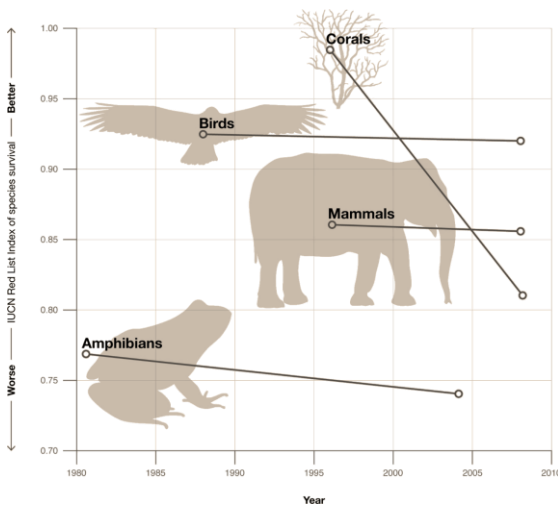 1.00
0.95
0.90
0.85
0.80
0.75
0.70
Worse IUCN Red List Index of species survival Better
Corals
Birds
Mammals
Amphibians
1980 1985 1990 1995 2000 2005 2010
Year